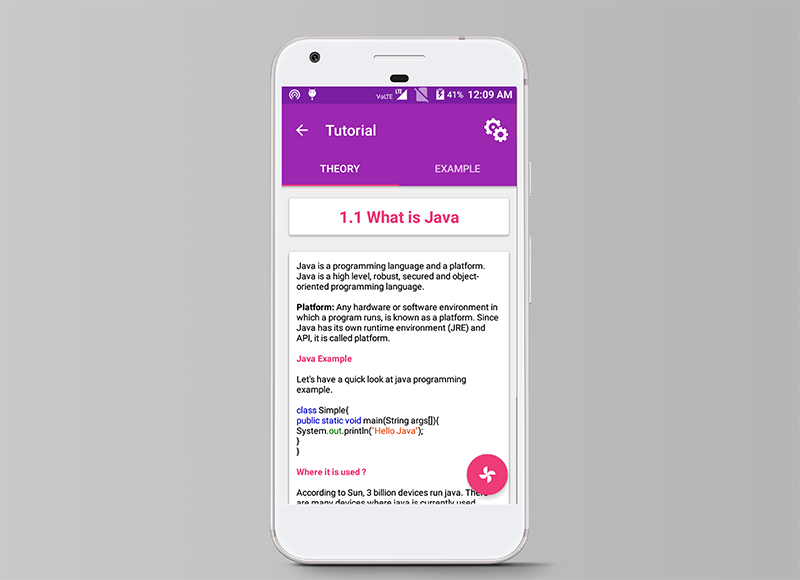 VoLTE LTE 41% 12:09 AM
Tutorial
THEORY EXAMPLE
1.1 What is Java
Java is a programming language and a platform.
Java is a high level, robust, secured and object-
oriented programming language.
Platform: Any hardware or software environment in
which a program runs, is known as a platform. Since
Java has its own runtime environment (JRE) and
API, it is called platform.
Java Example
Let's have a quick look at java programming
example.
class Simple{
public static void main(String args[]){
System.out.println("Hello Java");
}
}
Where it is used ?
According to Sun, 3 billion devices run java. There
are many devices where java is currently used.